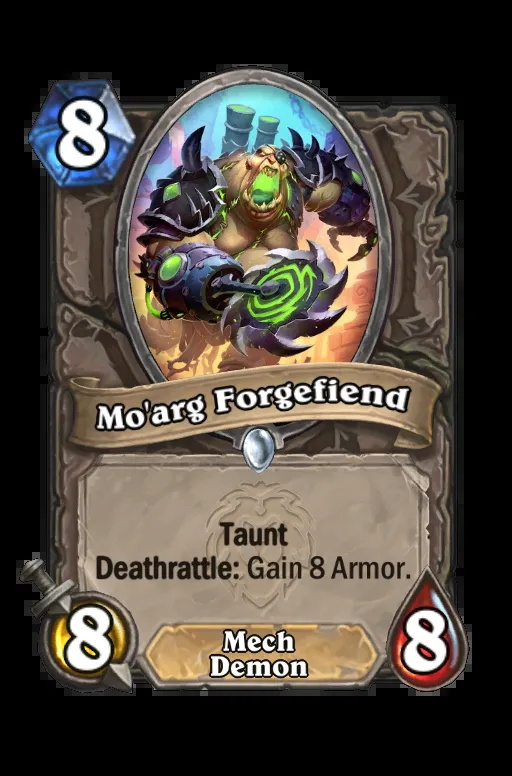 8
Mo'arg Forgefiend
Taunt
Deathrattle: Gain 8 Armor.
8
Mech
Demon
8